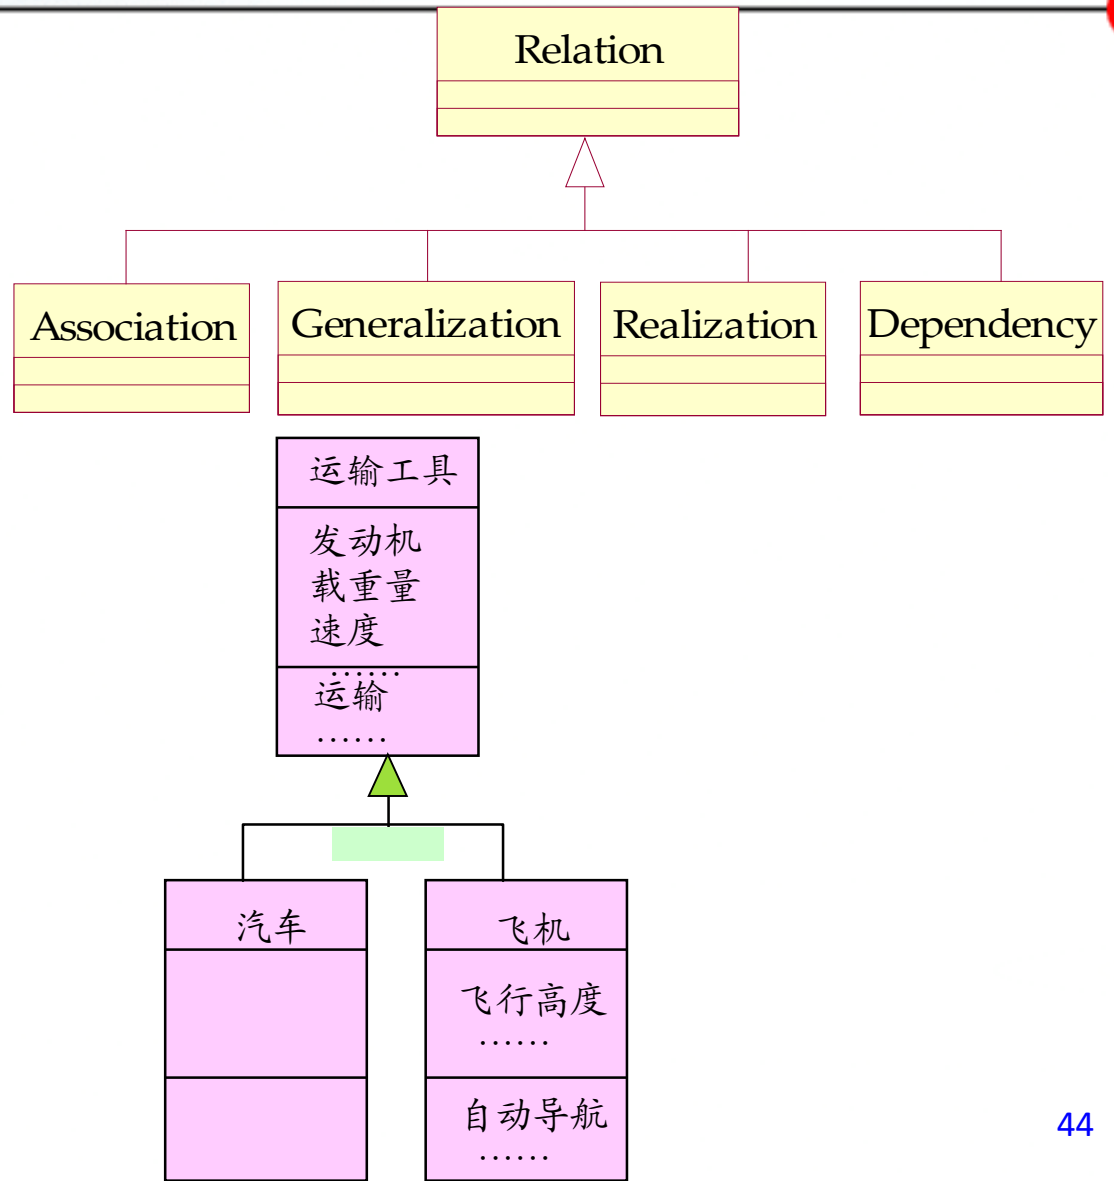 Relation
Association
Generalization
Realization
Dependency
运输工具
发动机
载重量
速度
……
运输
……
汽车
飞机
飞行高度
……
自动导航
……
44